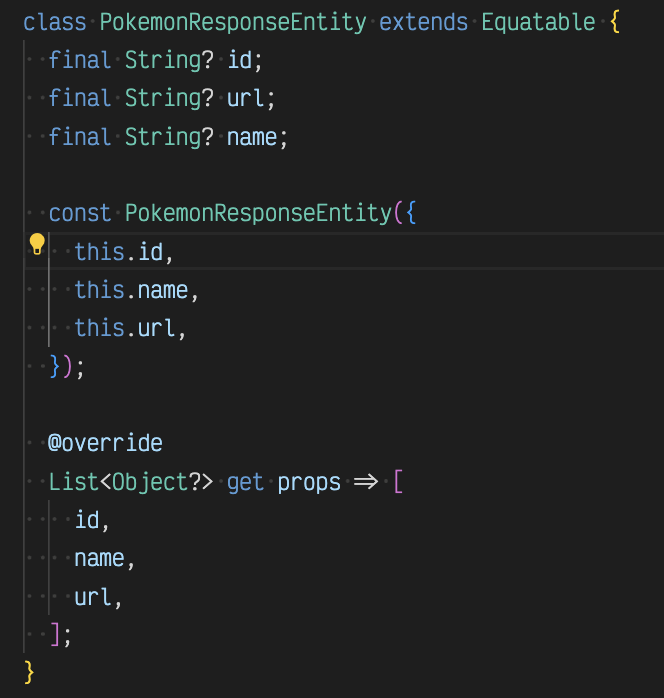 class PokemonResponseEntity extends Equatable {
  final String? id;
  final String? url;
  final String? name;

  const PokemonResponseEntity({
    this.id,
    this.name,
    this.url,
  });

  @override
  List<Object?> get props => [
    id,
    name,
    url,
  ];
}